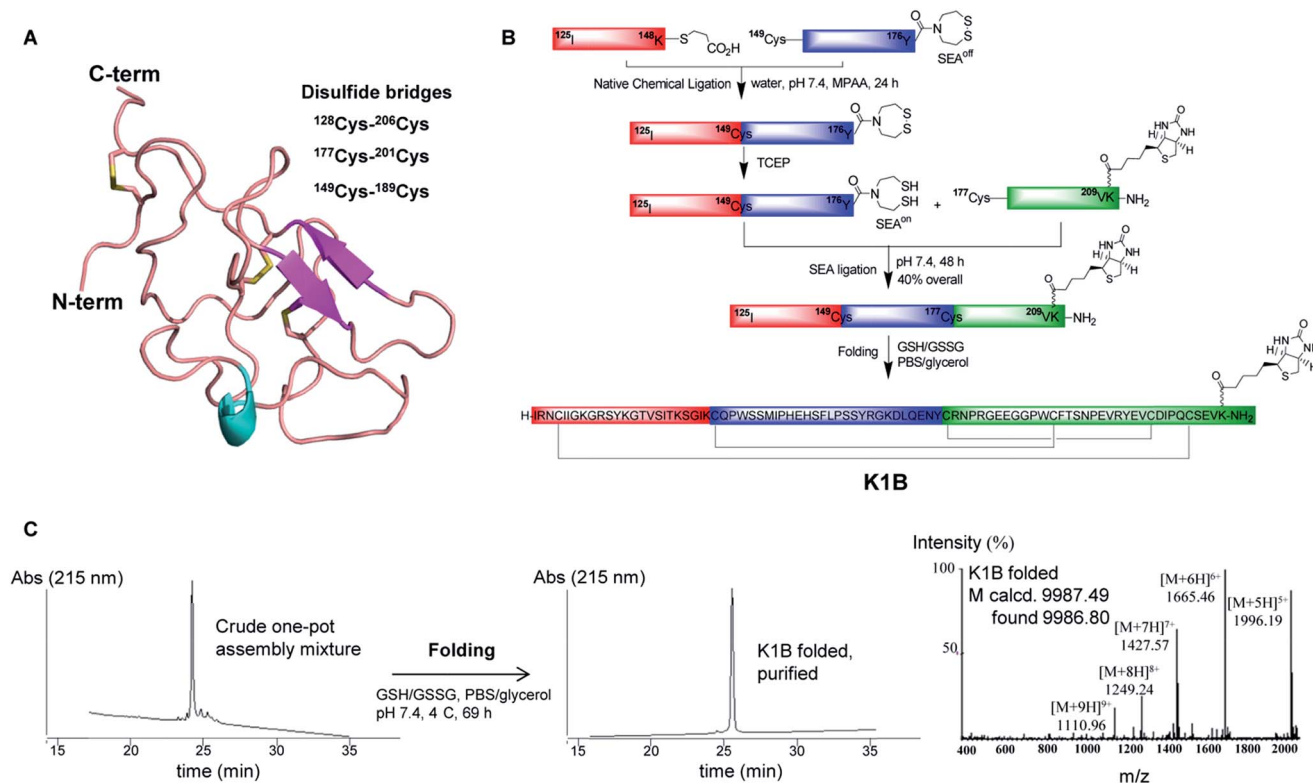 A
C-term
N-term
Disulfide bridges
¹²⁸Cys-²⁰⁶Cys
¹⁷⁷Cys-²⁰¹Cys
¹⁴⁹Cys-¹⁸⁹Cys
B
¹²⁵I ¹⁴⁸K S CO₂H ¹⁴⁹Cys ¹⁷⁶Y O N S S
SEAᵒᶠᶠ
Native Chemical Ligation water, pH 7.4, MPAA, 24 h
¹²⁵I ¹⁴⁹Cys ¹⁷⁶Y O N S S
TCEP
¹²⁵I ¹⁴⁹Cys ¹⁷⁶Y O N SH SH
SEAᵒⁿ
+
¹⁷⁷Cys ²⁰⁹VK NH₂ O S H H HN NH O
SEA ligation pH 7.4, 48 h
40% overall
¹²⁵I ¹⁴⁹Cys ¹⁷⁷Cys ²⁰⁹VK NH₂ O S H H HN NH O
Folding GSH/GSSG
PBS/glycerol
O S H H HN NH O
H-IRNCIIGKGRSYKGTVSITKSGIKCQPWSSMIPHEHSFLPSSYRGKDLQENYCRNPRGEEGGPWCFTSNPEVRYEVCDIPQCSEVK-NH₂
K1B
C
Abs (215 nm)
Crude one-pot
assembly mixture
15 25 35
time (min)
Folding
GSH/GSSG, PBS/glycerol
pH 7.4, 4 C, 69 h
Abs (215 nm)
K1B folded,
purified
15 25 35
time (min)
Intensity (%)
100
50
K1B folded
M calcd. 9987.49
found 9986.80
[M+6H]⁶⁺
1665.46
[M+5H]⁵⁺
1996.19
[M+7H]⁷⁺
1427.57
[M+8H]⁸⁺
1249.24
[M+9H]⁹⁺
1110.96
400 600 800 1000 1200 1400 1600 1800 2000
m/z